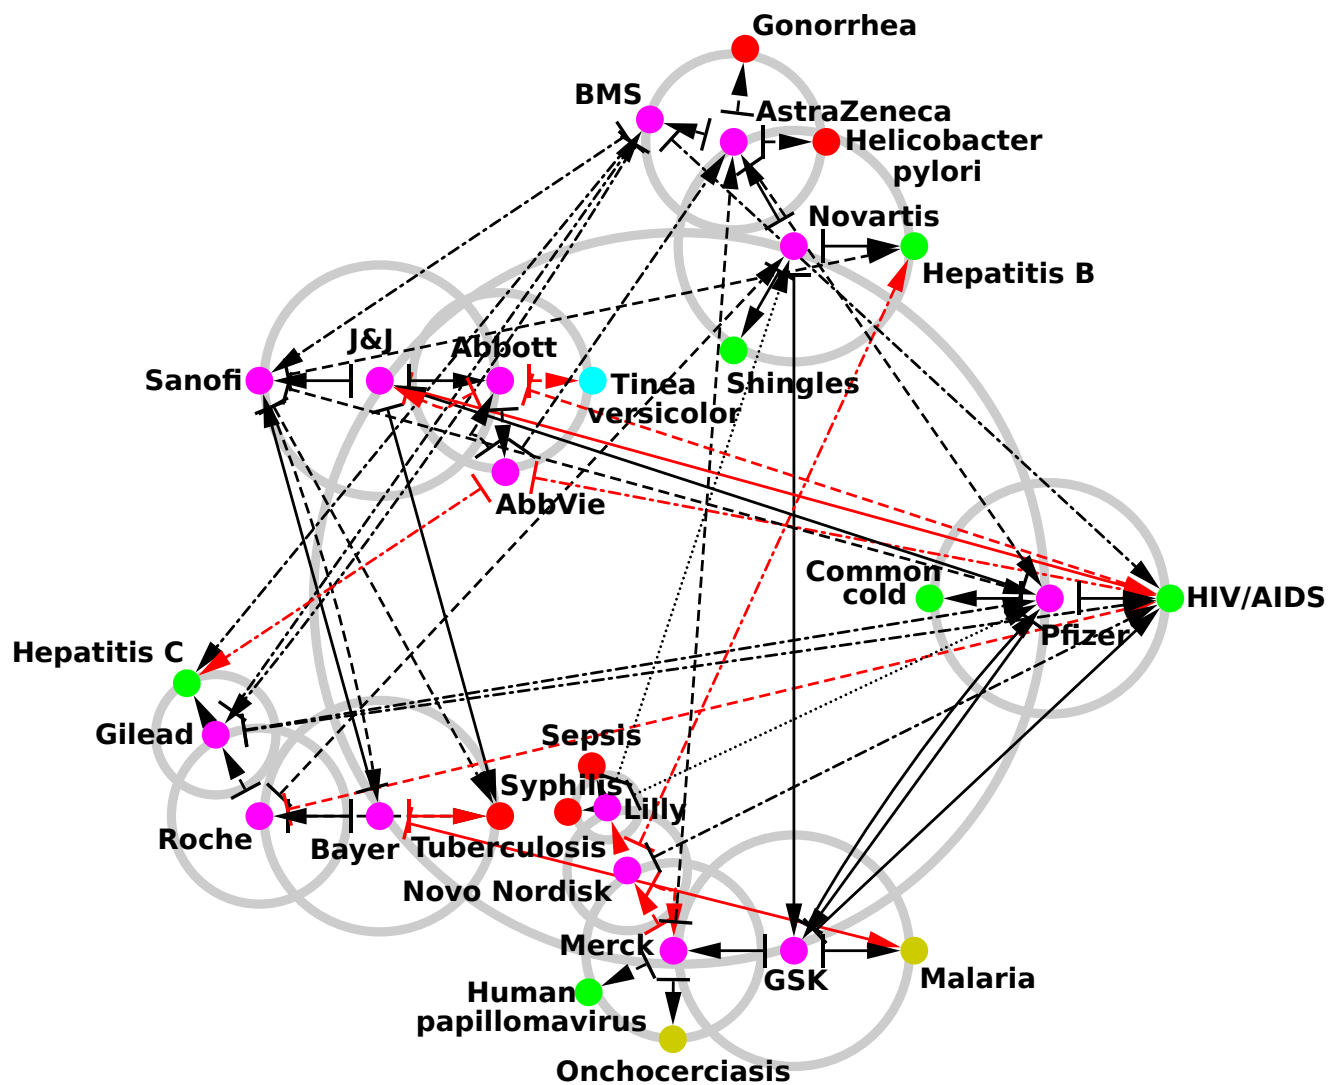 Gonorrhea
BMS
AstraZeneca
Helicobacter
pylori
Novartis
Hepatitis B
J&J
Abbott
Sanofi
Tinea
versicolor
Shingles
AbbVie
Common
cold
HIV/AIDS
Pfizer
Hepatitis C
Gilead
Sepsis
Syphilis
Lilly
Roche
Bayer
Tuberculosis
Novo Nordisk
Merck
GSK
Malaria
Human
papillomavirus
Onchocerciasis